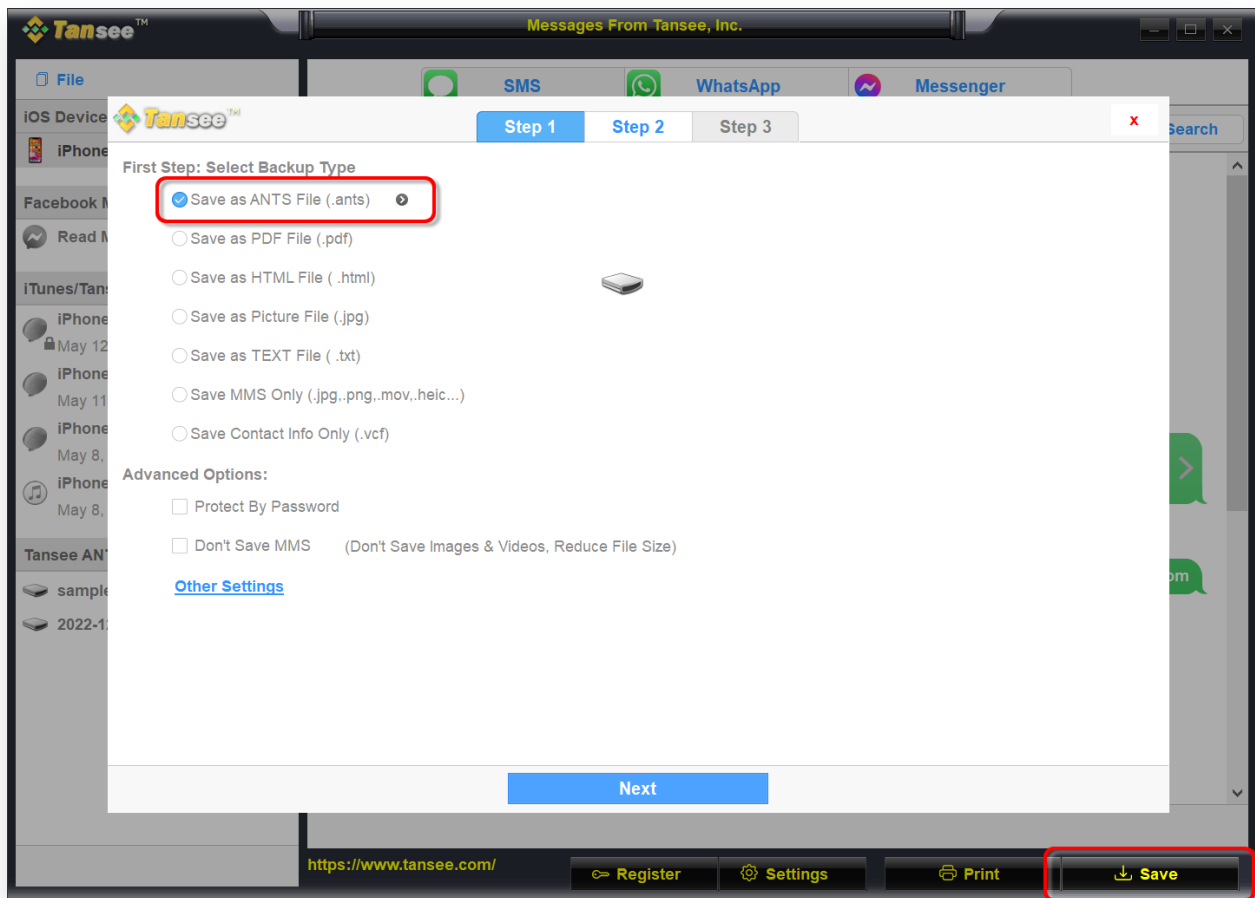 Tansee™
Messages From Tansee, Inc.
File
SMS
WhatsApp
Messenger
iOS Device
iPhone
Search
Facebook
Read
iTunes/Tans
iPhone
May 12
iPhone
May 11
iPhone
May 8,
iPhone
May 8,
Tansee ANT
sample
2022-1
Tansee™
Step 1
Step 2
Step 3
x
First Step: Select Backup Type
Save as ANTS File (.ants)
Save as PDF File (.pdf)
Save as HTML File ( .html)
Save as Picture File (.jpg)
Save as TEXT File ( .txt)
Save MMS Only (.jpg,.png,.mov,.heic...)
Save Contact Info Only (.vcf)
Advanced Options:
Protect By Password
Don't Save MMS (Don't Save Images & Videos, Reduce File Size)
Other Settings
Next
om
https://www.tansee.com/
Register
Settings
Print
Save